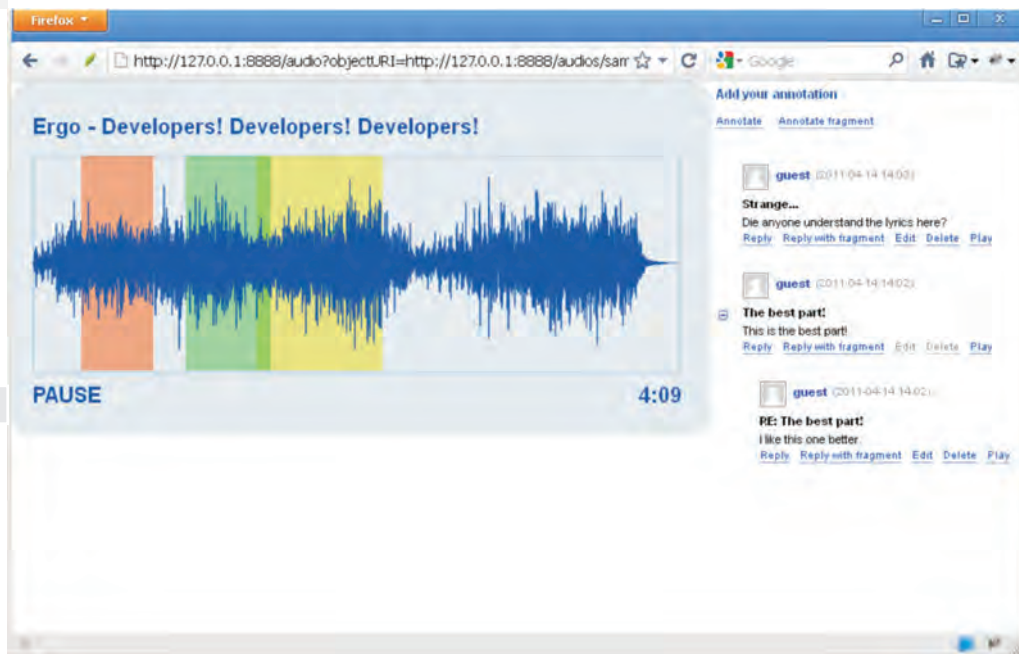 Firefox
http://127.0.0.1:8888/audio?objectURI=http://127.0.0.1:8888/audios/sam
Google
Ergo - Developers! Developers! Developers!
PAUSE
4:09
Add your annotation
Annotate Annotate fragment
guest (2011-04-14 14:03)
Strange...
Die anyone understand the lyrics here?
Reply Reply with fragment Edit Delete Play
guest (2011-04-14 14:02)
The best part!
This is the best part!
Reply Reply with fragment Edit Delete Play
guest (2011-04-14 14:02)
RE: The best part!
I like this one better.
Reply Reply with fragment Edit Delete Play